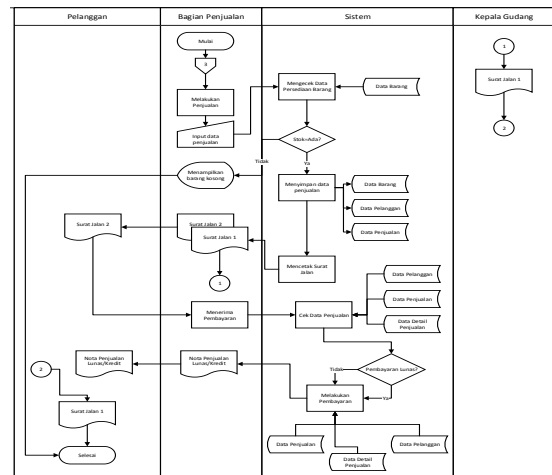 Pelanggan
Bagian Penjualan
Sistem
Kepala Gudang
Mulai
3
Melakukan
Penjualan
Input data
penjualan
Mengecek Data
Persediaan Barang
Data Barang
1
Surat Jalan 1
2
Stok=Ada?
Tidak
Ya
Menampilkan
barang kosong
Menyimpan data
penjualan
Data Barang
Data Pelanggan
Data Penjualan
Surat Jalan 2
Surat Jalan 2
Surat Jalan 1
Mencetak Surat
Jalan
1
Menerima
Pembayaran
Cek Data Penjualan
Data Pelanggan
Data Penjualan
Data Detail
Penjualan
Nota Penjualan
Lunas/Kredit
Nota Penjualan
Lunas/Kredit
Pembayaran Lunas?
Tidak
Ya
Melakukan
Pembayaran
2
Surat Jalan 1
Selesai
Data Penjualan
Data Detail
Penjualan
Data Pelanggan